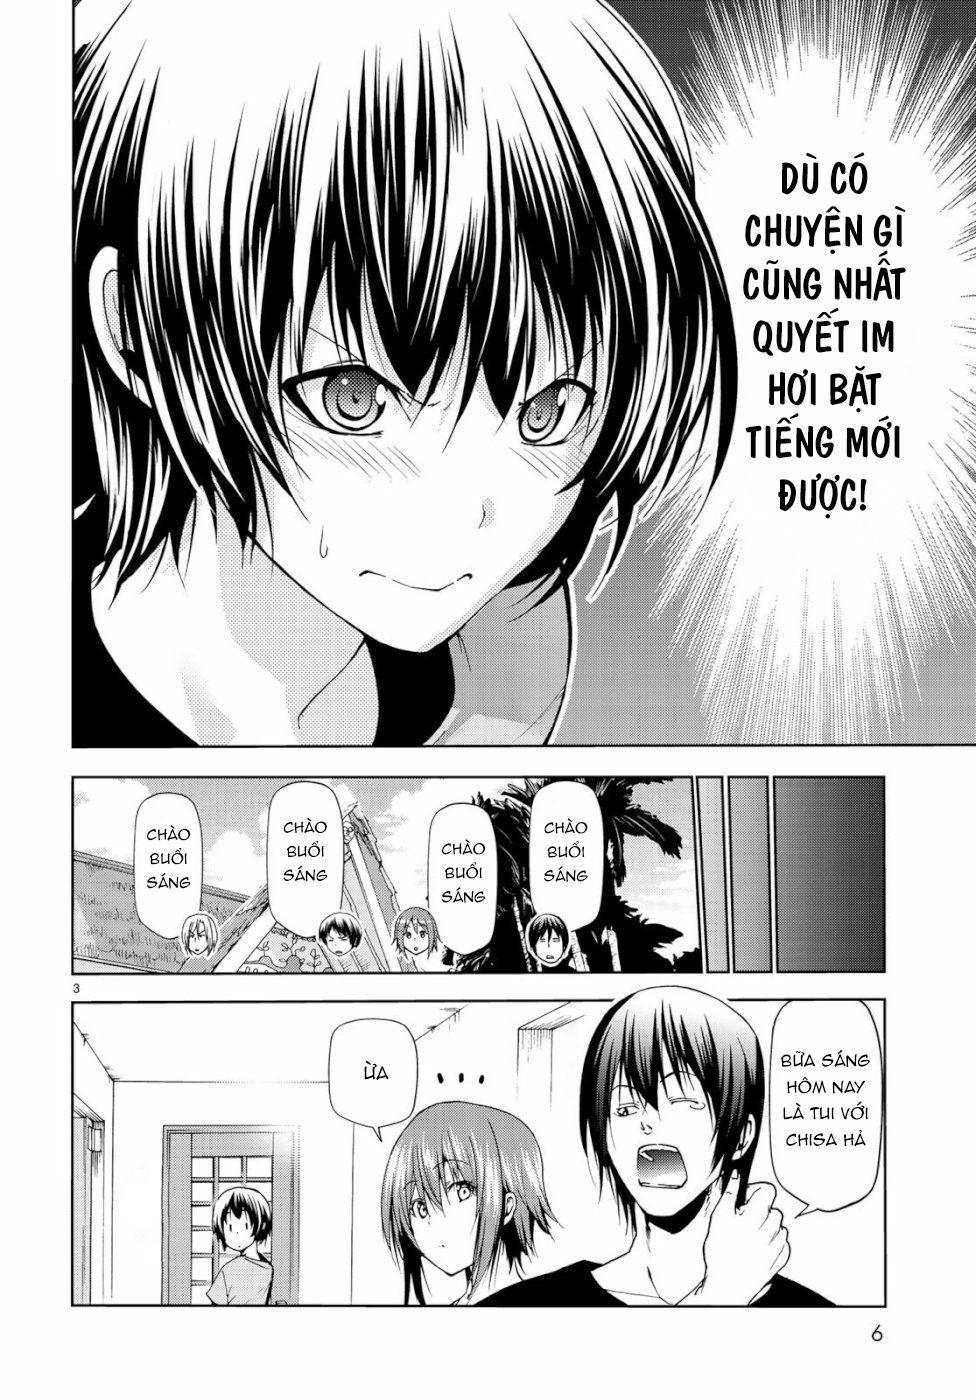 DÙ CÓ
CHUYỆN GÌ
CŨNG NHẤT
QUYẾT IM
HƠI BẶT
TIẾNG MỚI
ĐƯỢC!
CHÀO
BUỔI
SÁNG
CHÀO
BUỔI
SÁNG
CHÀO
BUỔI
SÁNG
CHÀO
BUỔI
SÁNG
3
BỮA SÁNG
HÔM NAY
LÀ TUI VỚI
CHISA HẢ
...
ỪA
6